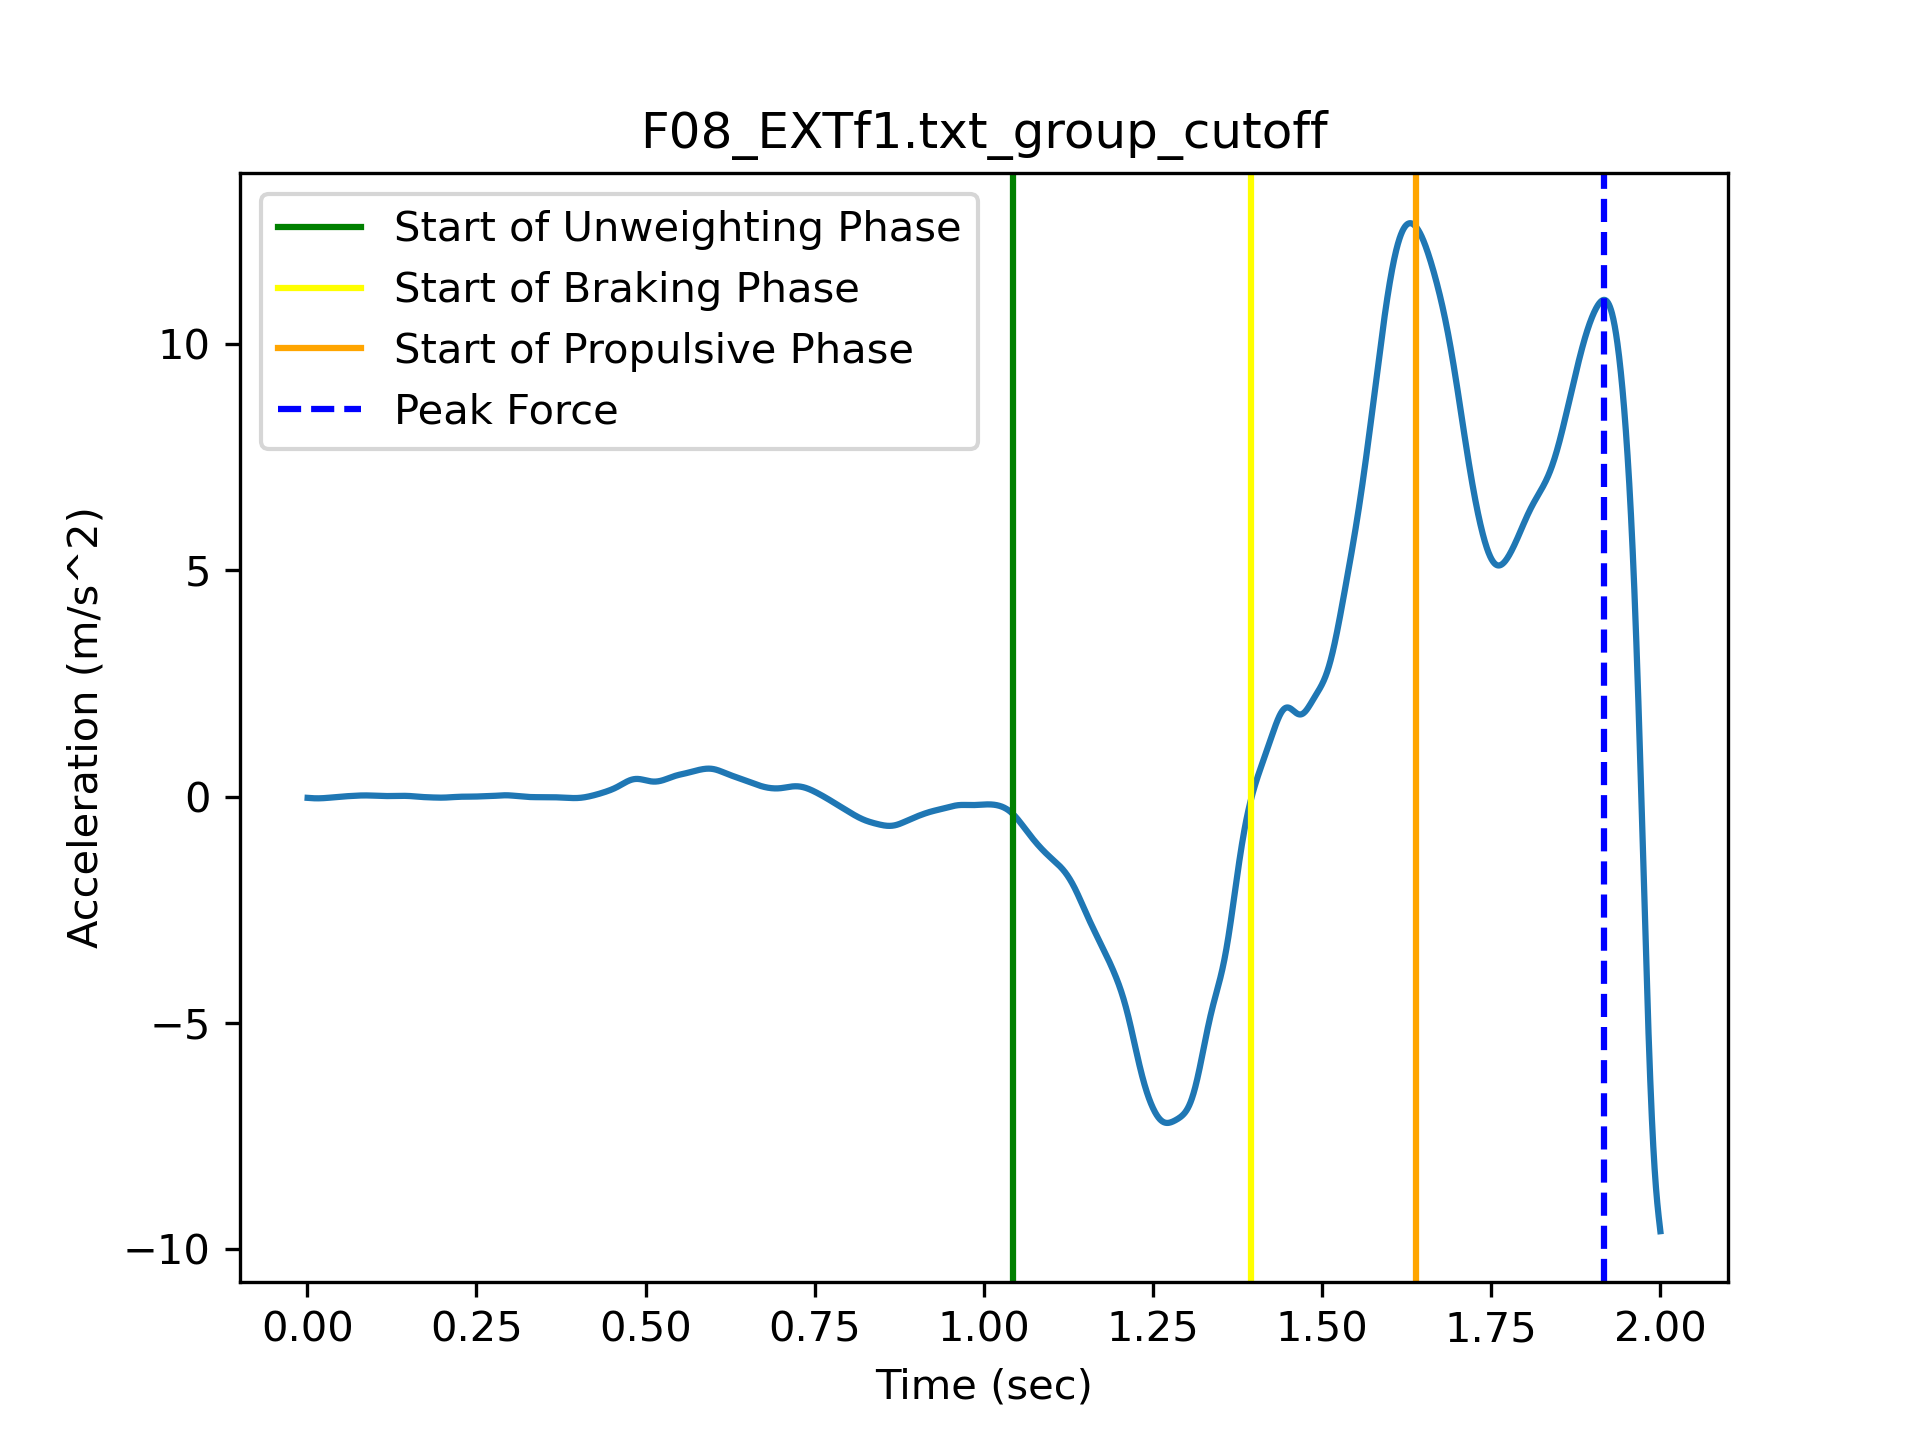 F08_EXTf1.txt_group_cutoff
Start of Unweighting Phase
Start of Braking Phase
Start of Propulsive Phase
Peak Force
Acceleration (m/s^2)
10
5
0
−5
−10
0.00 0.25 0.50 0.75 1.00 1.25 1.50 1.75 2.00
Time (sec)